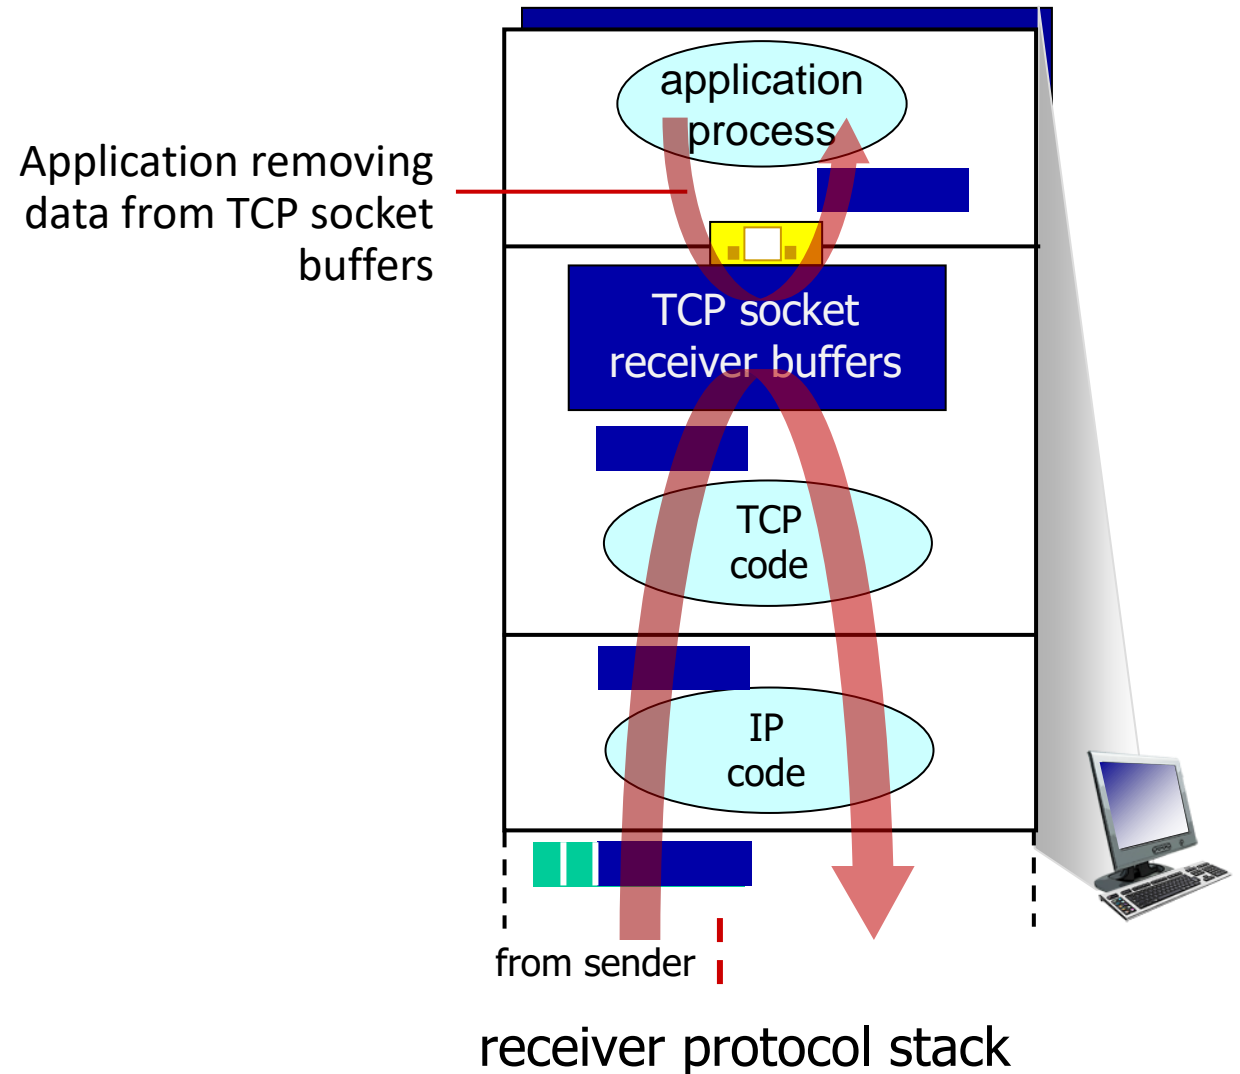 application
process
Application removing
data from TCP socket
buffers
TCP socket
receiver buffers
TCP
code
IP
code
from sender
receiver protocol stack